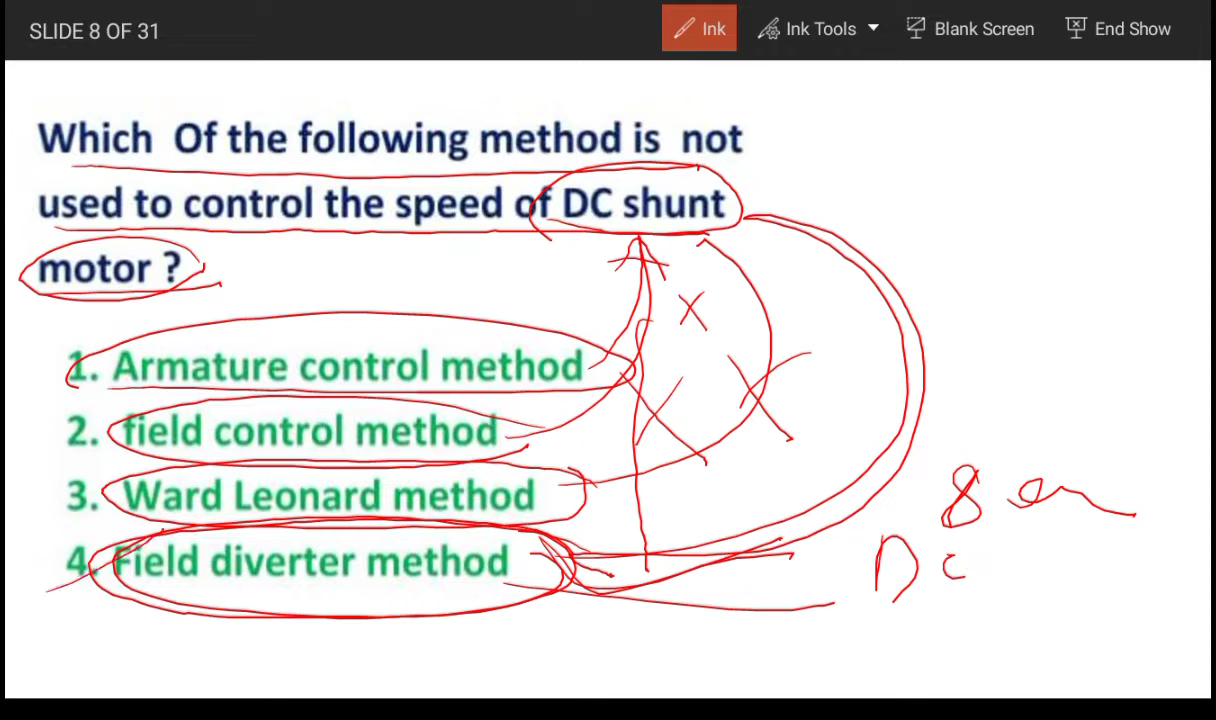 SLIDE 8 OF 31
Ink Ink Tools Blank Screen End Show
Which Of the following method is not
used to control the speed of DC shunt
motor ?
1. Armature control method
2. field control method
3. Ward Leonard method
4. Field diverter method
DC